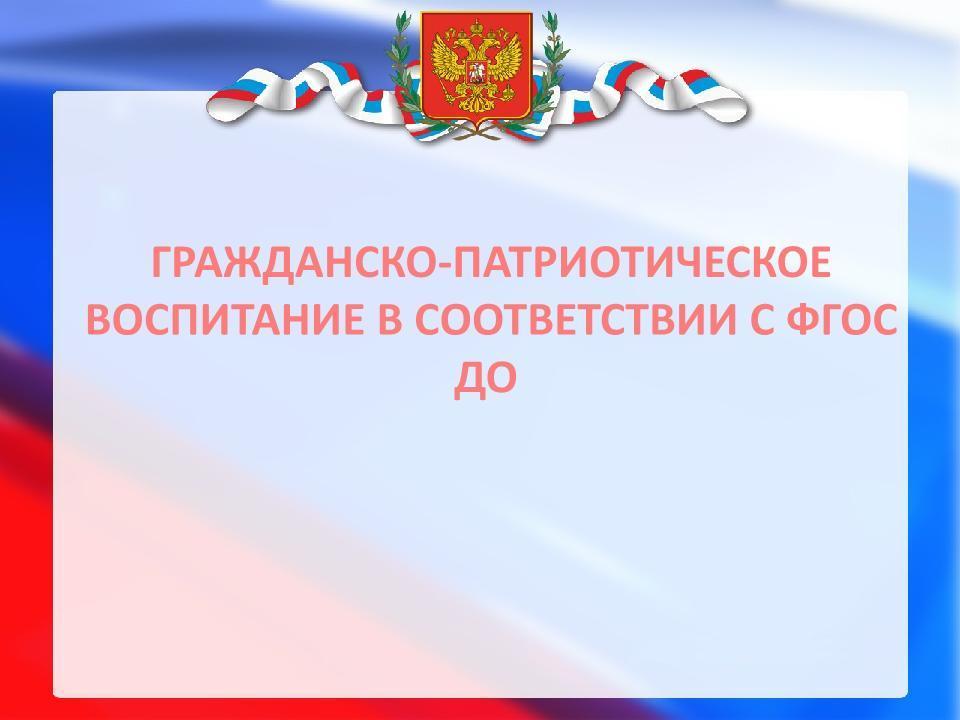 ГРАЖДАНСКО-ПАТРИОТИЧЕСКОЕ
ВОСПИТАНИЕ В СООТВЕТСТВИИ С ФГОС
ДО